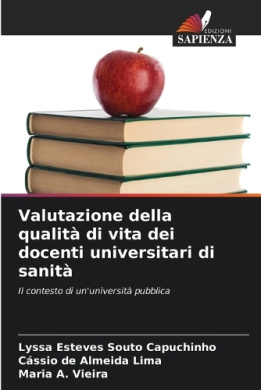 EDIZIONI
SAPIENZA
Valutazione della
qualità di vita dei
docenti universitari di
sanità
Il contesto di un'università pubblica
Lyssa Esteves Souto Capuchinho
Cássio de Almeida Lima
Maria A. Vieira